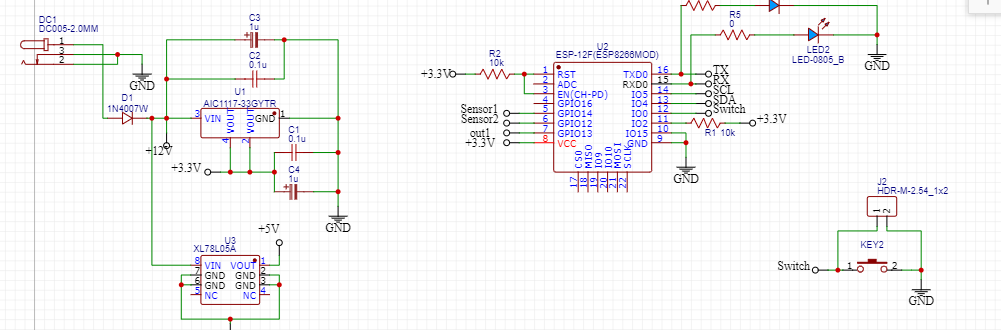 DC1
DC005-2.0MM
1
3
2
GND
D1
1N4007W
+12V
C3
1u
C2
0.1u
U1
AIC1117-33GYTR
3 VIN VOUT VOUT GND 1
4 2
+3.3V
C1
0.1u
C4
1u
GND
+5V
U3
XL78L05A
8 VIN VOUT 1
7 GND GND 2
6 GND GND 3
5 NC NC 4
R5
0
LED2
LED-0805_B
GND
U2
ESP-12F(ESP8266MOD)
R2
10k
+3.3V
1 RST TXD0 16 TX
2 ADC RXD0 15 RX
3 EN(CH-PD) IO5 14 SCL
4 GPIO16 IO4 13 SDA
Sensor1 5 GPIO14 IO0 12 Switch
Sensor2 6 GPIO12 IO2 11 R1 10k +3.3V
out1 7 GPIO13 IO15 10
+3.3V 8 VCC GND 9
CS0 MISO IO9 IO10 MOSI SCLK
17 18 19 20 21 22
GND
J2
HDR-M-2.54_1x2
1 2
KEY2
Switch 1 2
GND